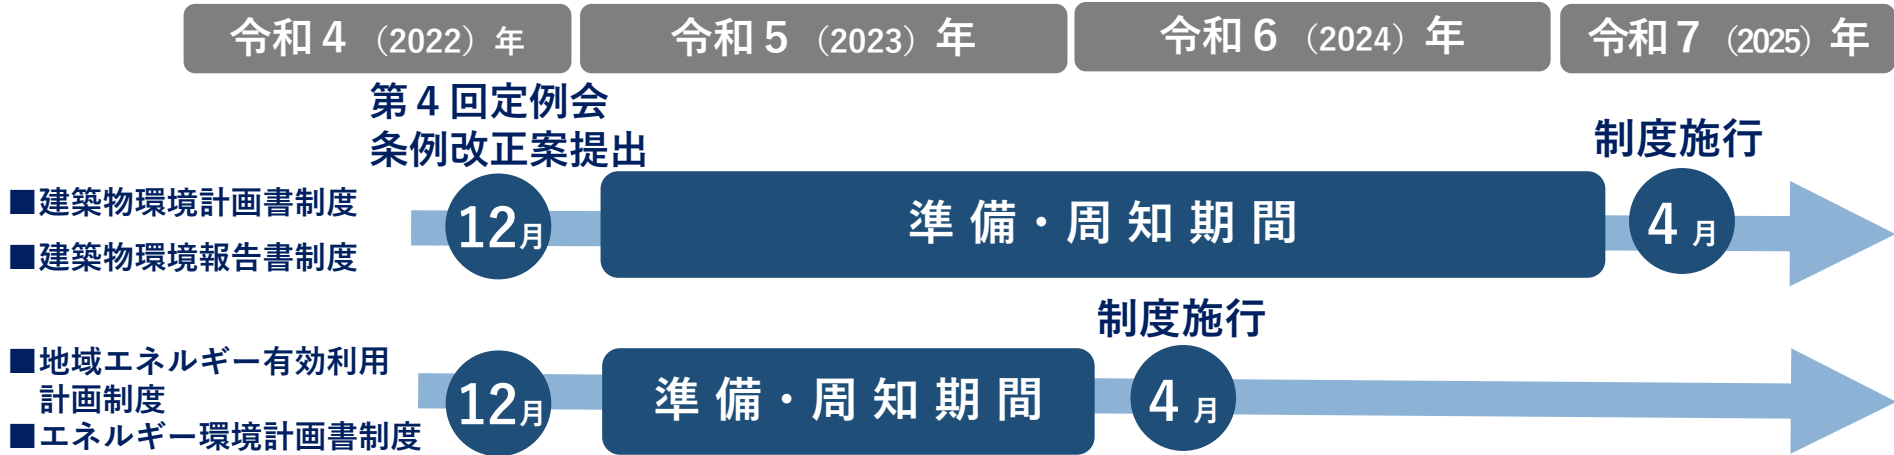 令和4（2022）年
令和5（2023）年
令和6（2024）年
令和7（2025）年
第4回定例会
条例改正案提出
制度施行
■建築物環境計画書制度
■建築物環境報告書制度
12月
準備・周知期間
4月
制度施行
■地域エネルギー有効利用
計画制度
■エネルギー環境計画書制度
12月
準備・周知期間
4月